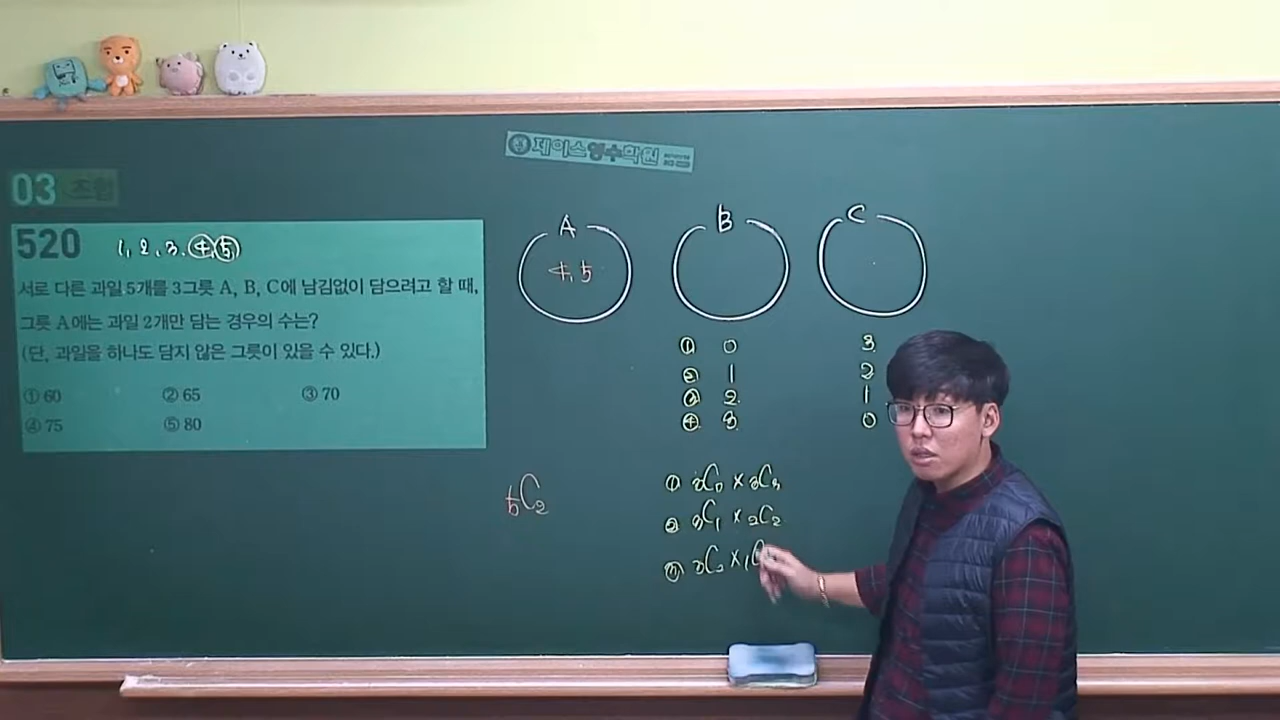 제이스영수학원
03 조합
520 1, 2, 3, 4, 5
서로 다른 과일 5개를 3그릇 A, B, C에 남김없이 담으려고 할 때,
그릇 A에는 과일 2개만 담는 경우의 수는?
(단, 과일을 하나도 담지 않은 그릇이 있을 수 있다.)
① 60 ② 65 ③ 70
④ 75 ⑤ 80
A B C
4, 5
① 0 3
② 1 2
③ 2 1
④ 3 0
₅C₂
① ₃C₀ × ₃C₃
② ₃C₁ × ₂C₂
③ ₃C₂ × ₁C